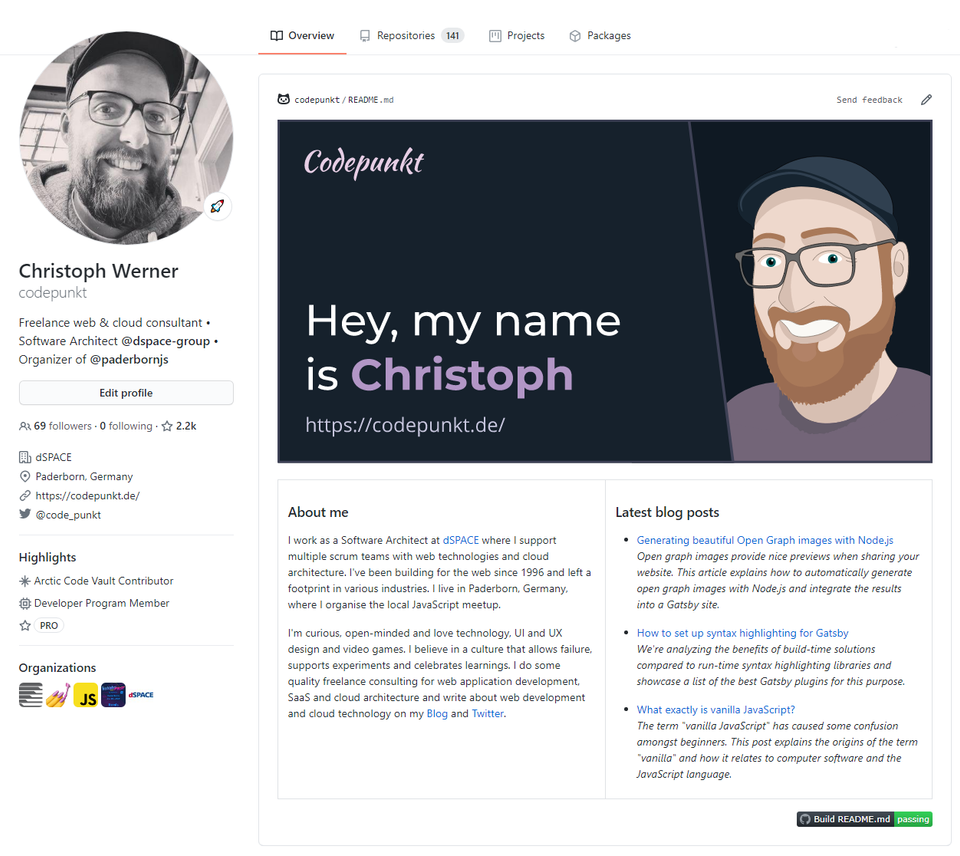 Overview
Repositories 141
Projects
Packages
Christoph Werner
codepunkt
Freelance web & cloud consultant •
Software Architect @dspace-group •
Organizer of @paderbornjs
Edit profile
69 followers · 0 following · 2.2k
dSPACE
Paderborn, Germany
https://codepunkt.de/
@code_punkt
Highlights
Arctic Code Vault Contributor
Developer Program Member
PRO
Organizations
JS
dSPACE
codepunkt/README.md
Send feedback
Codepunkt
Hey, my name
is Christoph
https://codepunkt.de/
About me
I work as a Software Architect at dSPACE where I support
multiple scrum teams with web technologies and cloud
architecture. I've been building for the web since 1996 and left a
footprint in various industries. I live in Paderborn, Germany,
where I organise the local JavaScript meetup.
I'm curious, open-minded and love technology, UI and UX
design and video games. I believe in a culture that allows failure,
supports experiments and celebrates learnings. I do some
quality freelance consulting for web application development,
SaaS and cloud architecture and write about web development
and cloud technology on my Blog and Twitter.
Latest blog posts
• Generating beautiful Open Graph images with Node.js
Open graph images provide nice previews when sharing your
website. This article explains how to automatically generate
open graph images with Node.js and integrate the results
into a Gatsby site.
• How to set up syntax highlighting for Gatsby
We're analyzing the benefits of build-time solutions
compared to run-time syntax highlighting libraries and
showcase a list of the best Gatsby plugins for this purpose.
• What exactly is vanilla JavaScript?
The term "vanilla JavaScript" has caused some confusion
amongst beginners. This post explains the origins of the term
"vanilla" and how it relates to computer software and the
JavaScript language.
Build README.md passing